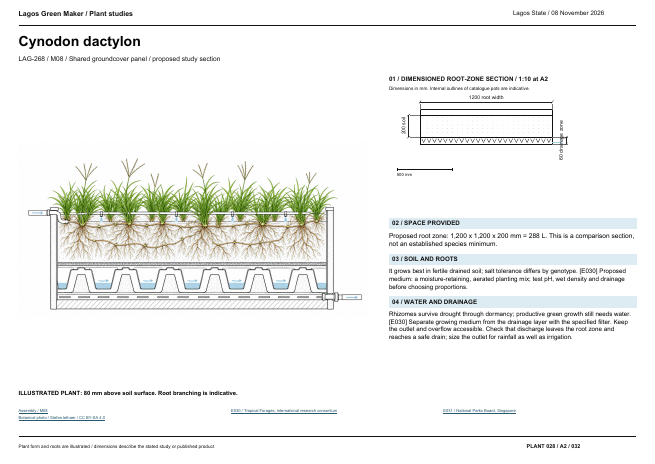 Lagos Green Maker / Plant studies
Lagos State / 08 November 2026
Cynodon dactylon
LAG-268 / M08 / Shared groundcover panel / proposed study section
01 / DIMENSIONED ROOT-ZONE SECTION / 1:10 at A2
Dimensions in mm. Internal outlines of catalogue pots are indicative.
1200 root width
200 soil
60 drainage zone
500 mm
02 / SPACE PROVIDED
Proposed root zone: 1,200 x 1,200 x 200 mm = 288 L. This is a comparison section,
not an established species minimum.
03 / SOIL AND ROOTS
It grows best in fertile drained soil; salt tolerance differs by genotype. [E030] Proposed
medium: a moisture-retaining, aerated planting mix; test pH, wet density and drainage
before choosing proportions.
04 / WATER AND DRAINAGE
Rhizomes survive drought through dormancy; productive green growth still needs water.
[E030] Separate growing medium from the drainage layer with the specified filter. Keep
the outlet and overflow accessible. Check that discharge leaves the root zone and
reaches a safe drain; size the outlet for rainfall as well as irrigation.
ILLUSTRATED PLANT: 80 mm above soil surface. Root branching is indicative.
Assembly / M08
E030 / Tropical Forages, international research consortium
E031 / National Parks Board, Singapore
Botanical photo / Stefan.lefnaer / CC BY-SA 4.0
Plant form and roots are illustrated / dimensions describe the stated study or published product
PLANT 028 / A2 / 032